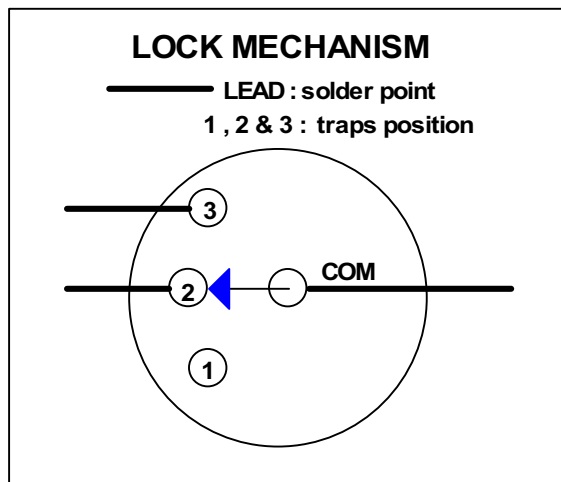 LOCK MECHANISM
LEAD : solder point
1 , 2 & 3 : traps position
3
COM
2
1